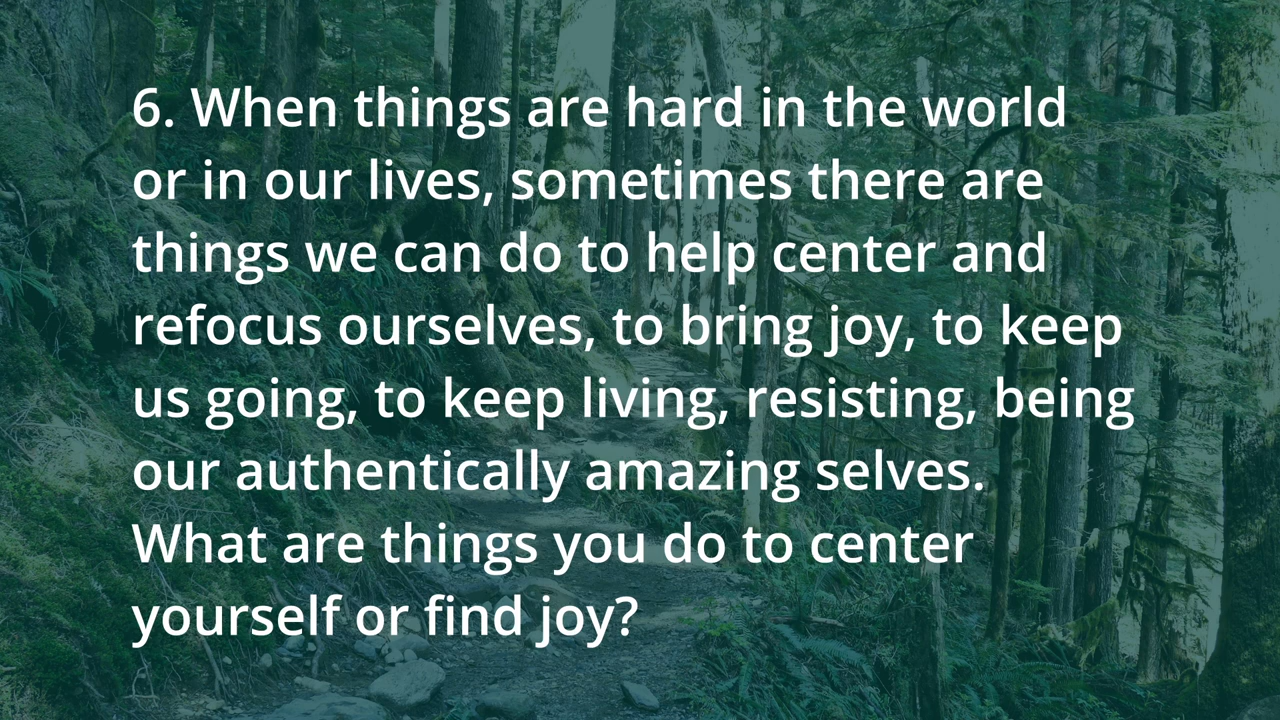 6. When things are hard in the world
or in our lives, sometimes there are
things we can do to help center and
refocus ourselves, to bring joy, to keep
us going, to keep living, resisting, being
our authentically amazing selves.
What are things you do to center
yourself or find joy?